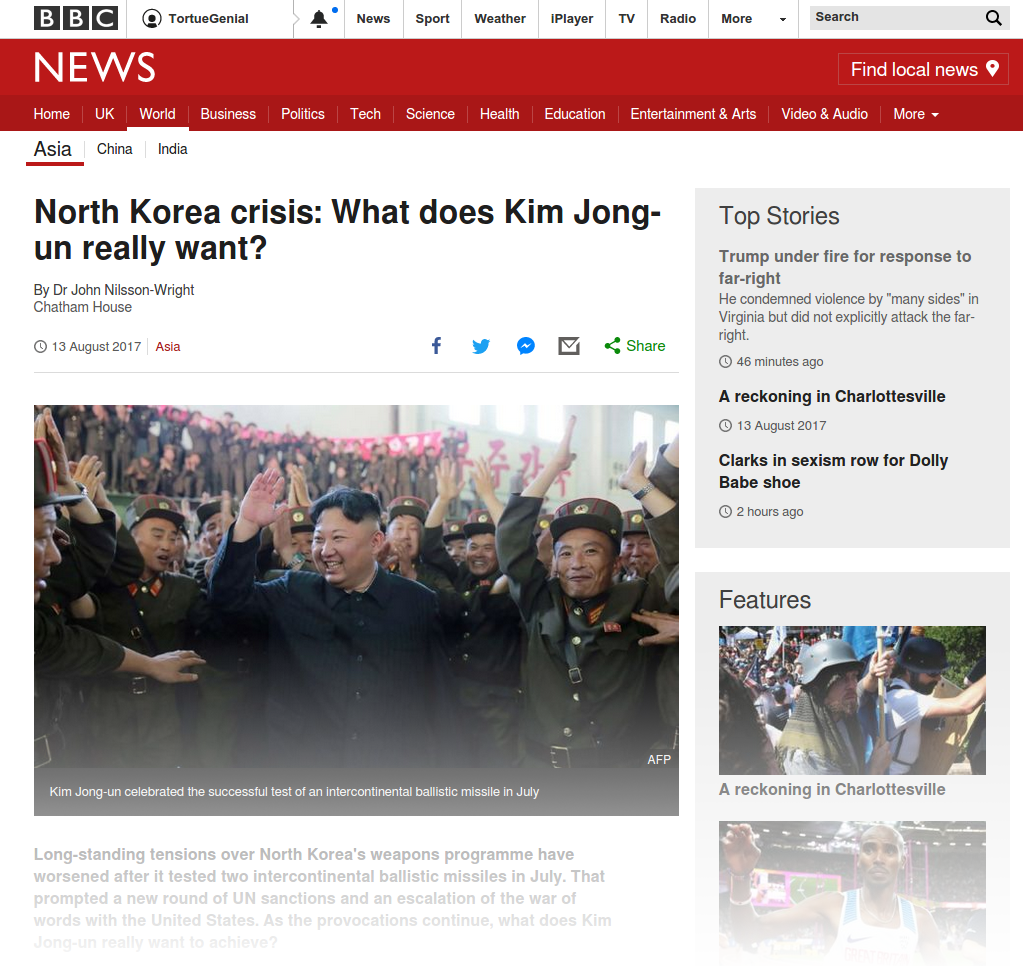 BBC
TortueGenial
News
Sport
Weather
iPlayer
TV
Radio
More
Search
NEWS
Find local news
Home
UK
World
Business
Politics
Tech
Science
Health
Education
Entertainment & Arts
Video & Audio
More
Asia
China
India
North Korea crisis: What does Kim Jong-
un really want?
By Dr John Nilsson-Wright
Chatham House
13 August 2017
Asia
Share
AFP
Kim Jong-un celebrated the successful test of an intercontinental ballistic missile in July
Long-standing tensions over North Korea's weapons programme have
worsened after it tested two intercontinental ballistic missiles in July. That
prompted a new round of UN sanctions and an escalation of the war of
words with the United States. As the provocations continue, what does Kim
Jong-un really want to achieve?
Top Stories
Trump under fire for response to
far-right
He condemned violence by "many sides" in
Virginia but did not explicitly attack the far-
right.
46 minutes ago
A reckoning in Charlottesville
13 August 2017
Clarks in sexism row for Dolly
Babe shoe
2 hours ago
Features
A reckoning in Charlottesville